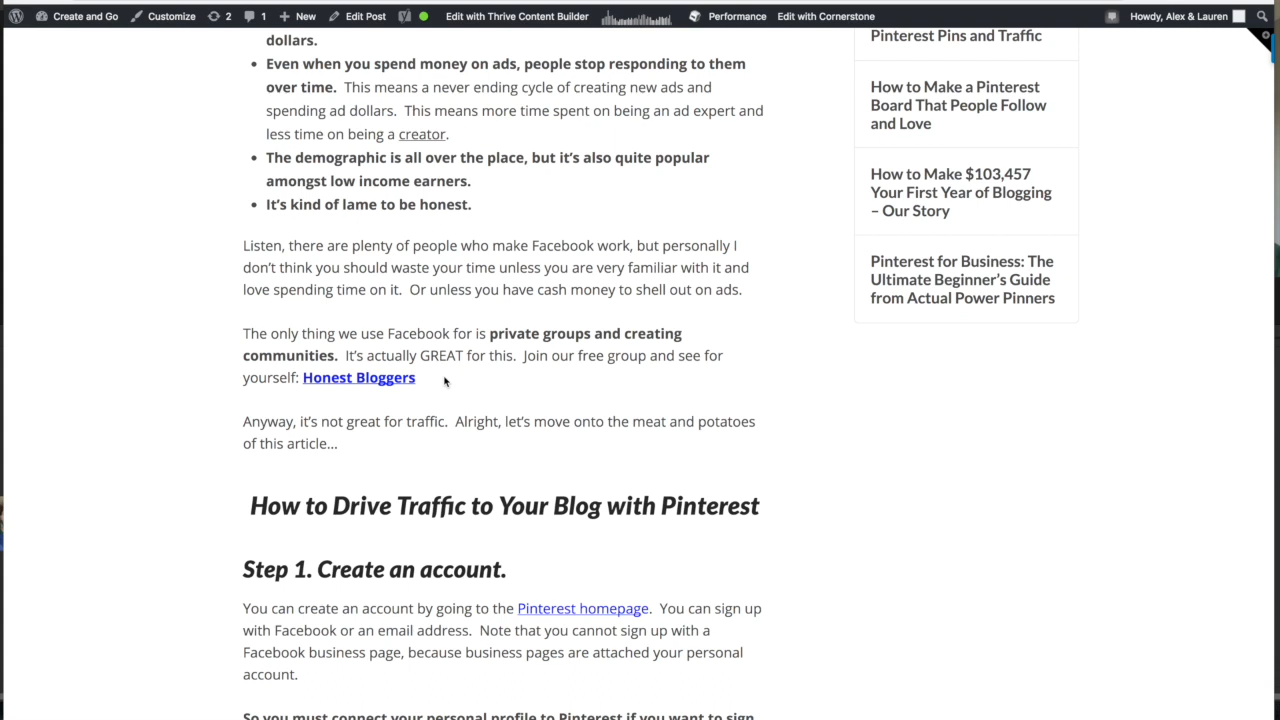 Create and Go
Customize
2
1
New
Edit Post
Edit with Thrive Content Builder
Performance
Edit with Cornerstone
Howdy, Alex & Lauren
dollars.
Even when you spend money on ads, people stop responding to them
over time.  This means a never ending cycle of creating new ads and
spending ad dollars.  This means more time spent on being an ad expert and
less time on being a creator.
The demographic is all over the place, but it’s also quite popular
amongst low income earners.
It’s kind of lame to be honest.
Listen, there are plenty of people who make Facebook work, but personally I
don’t think you should waste your time unless you are very familiar with it and
love spending time on it.  Or unless you have cash money to shell out on ads.
The only thing we use Facebook for is private groups and creating
communities.  It’s actually GREAT for this.  Join our free group and see for
yourself: Honest Bloggers
Anyway, it’s not great for traffic.  Alright, let’s move onto the meat and potatoes
of this article…
How to Drive Traffic to Your Blog with Pinterest
Step 1. Create an account.
You can create an account by going to the Pinterest homepage.  You can sign up
with Facebook or an email address.  Note that you cannot sign up with a
Facebook business page, because business pages are attached your personal
account.
So you must connect your personal profile to Pinterest if you want to sign
Pinterest Pins and Traffic
How to Make a Pinterest
Board That People Follow
and Love
How to Make $103,457
Your First Year of Blogging
– Our Story
Pinterest for Business: The
Ultimate Beginner’s Guide
from Actual Power Pinners